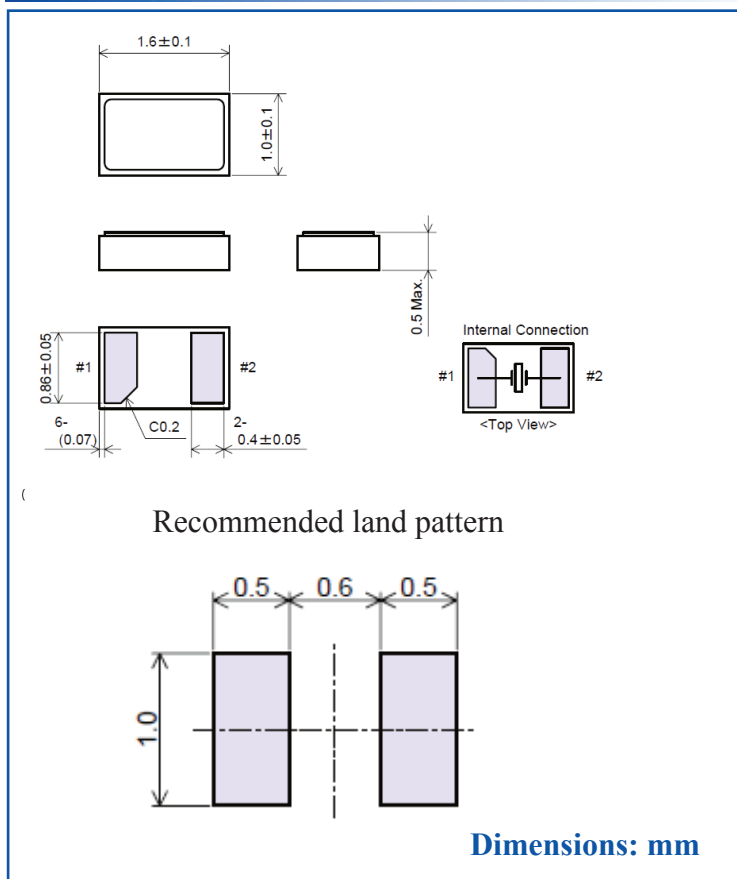 1.6±0.1
1.0±0.1
0.5 Max.
0.86±0.05
#1
#2
6-
(0.07)
C0.2
2-
0.4±0.05
Internal Connection
#1
#2
<Top View>
(
Recommended land pattern
0.5
0.6
0.5
1.0
Dimensions: mm